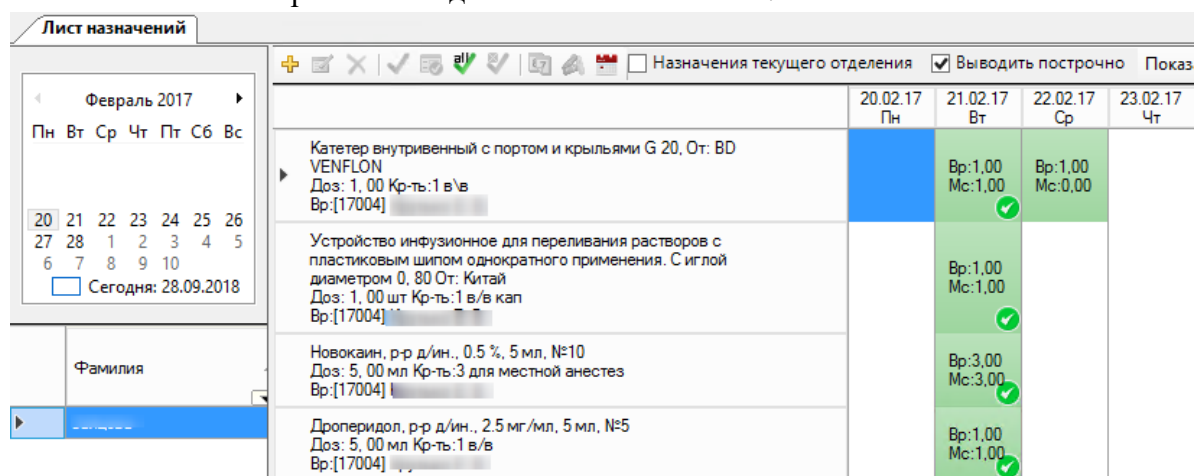 Лист назначений
all
Назначения текущего отделения
Выводить построчно
Показ
Февраль 2017
Пн Вт Ср Чт Пт Сб Вс
20 21 22 23 24 25 26
27 28 1 2 3 4 5
6 7 8 9 10
Сегодня: 28.09.2018
Фамилия
20.02.17 21.02.17 22.02.17 23.02.17
Пн Вт Ср Чт
Катетер внутривенный с портом и крыльями G 20, От: BD
VENFLON
Доз: 1, 00 Кр-ть:1 в\в
Вр:[17004]
Вр:1,00 Вр:1,00
Мс:1,00 Мс:0,00
Устройство инфузионное для переливания растворов с
пластиковым шипом однократного применения. С иглой
диаметром 0, 80 От: Китай
Доз: 1, 00 шт Кр-ть:1 в/в кап
Вр:[17004]
Вр:1,00
Мс:1,00
Новокаин, р-р д/ин., 0.5 %, 5 мл, №10
Доз: 5, 00 мл Кр-ть:3 для местной анестез
Вр:[17004]
Вр:3,00
Мс:3,00
Дроперидол, р-р д/ин., 2.5 мг/мл, 5 мл, №5
Доз: 5, 00 мл Кр-ть:1 в/в
Вр:[17004]
Вр:1,00
Мс:1,00